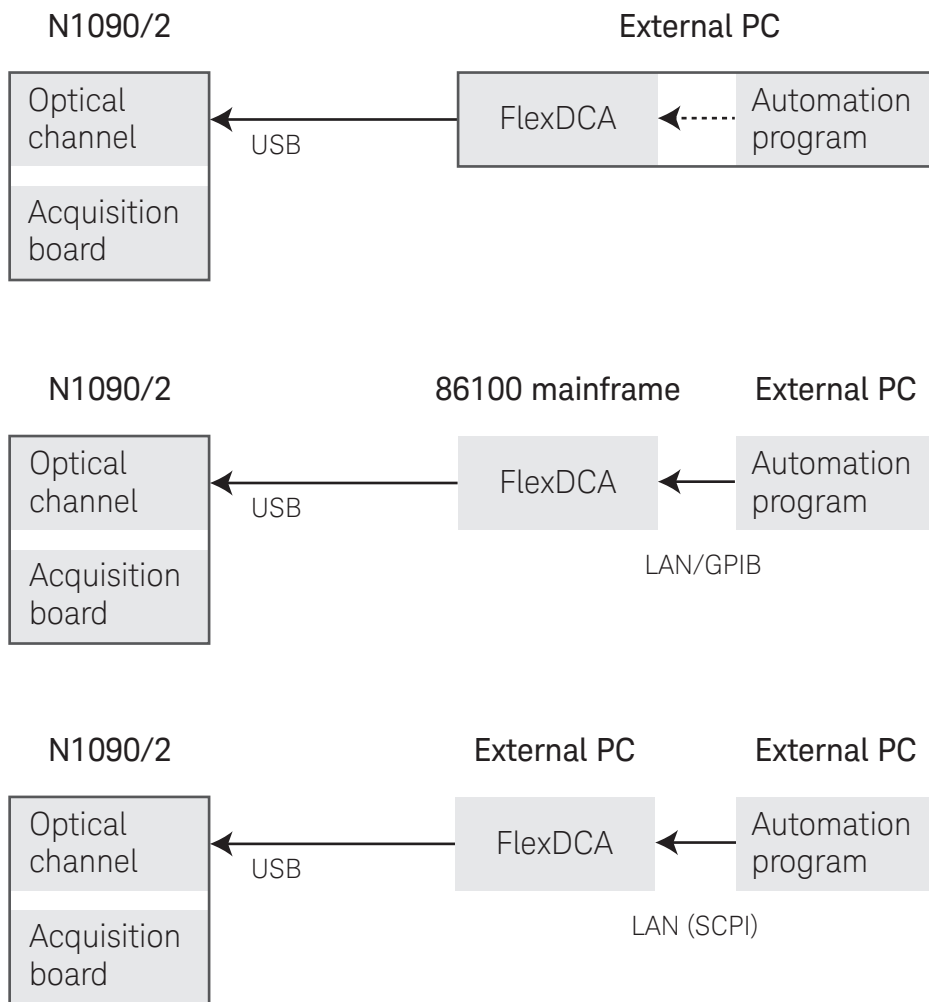 N1090/2
External PC
Optical
channel
Acquisition
board
USB
FlexDCA
Automation
program
N1090/2
86100 mainframe
External PC
Optical
channel
Acquisition
board
USB
FlexDCA
Automation
program
LAN/GPIB
N1090/2
External PC
External PC
Optical
channel
Acquisition
board
USB
FlexDCA
Automation
program
LAN (SCPI)